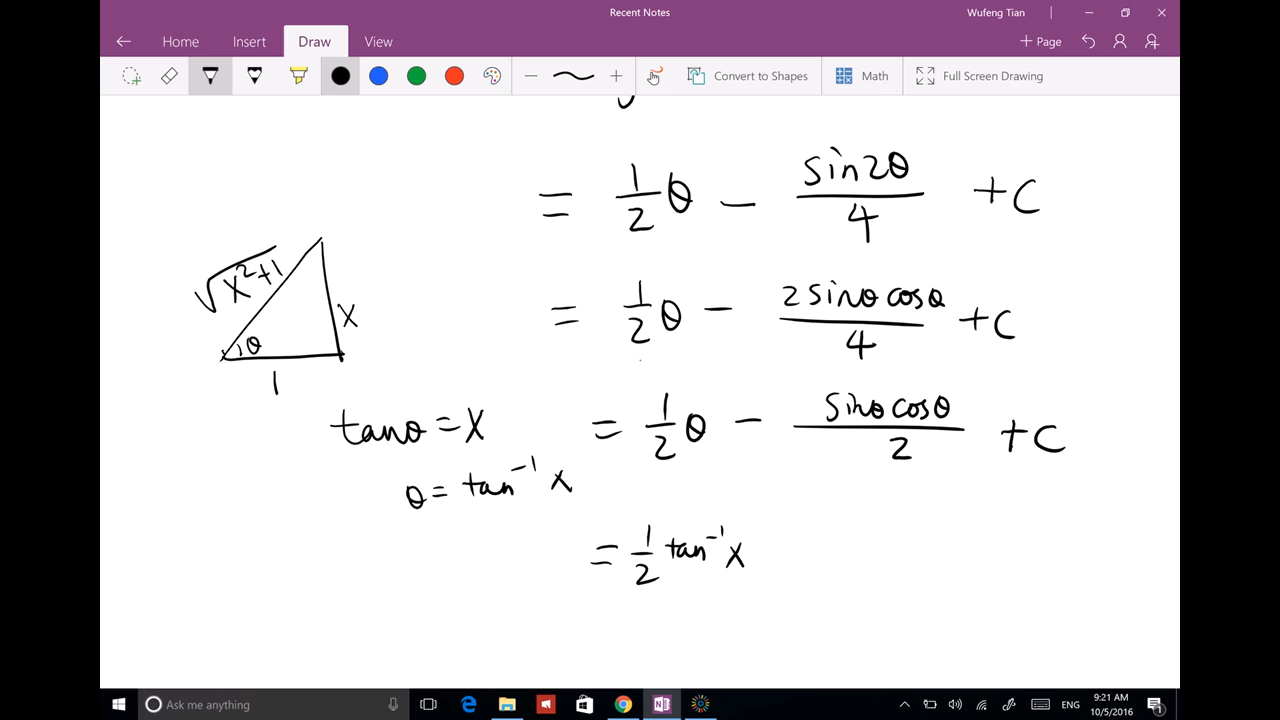 Recent Notes
Wufeng Tian
Home Insert Draw View
+ Page
Convert to Shapes Math Full Screen Drawing
= 1/2 θ − sin2θ/4 + C
√x²+1
x
θ
1
= 1/2 θ − 2sinθcosθ/4 + C
tanθ = x
= 1/2 θ − sinθcosθ/2 + C
θ = tan⁻¹ x
= 1/2 tan⁻¹ x
Ask me anything
ENG
9:21 AM
10/5/2016
1